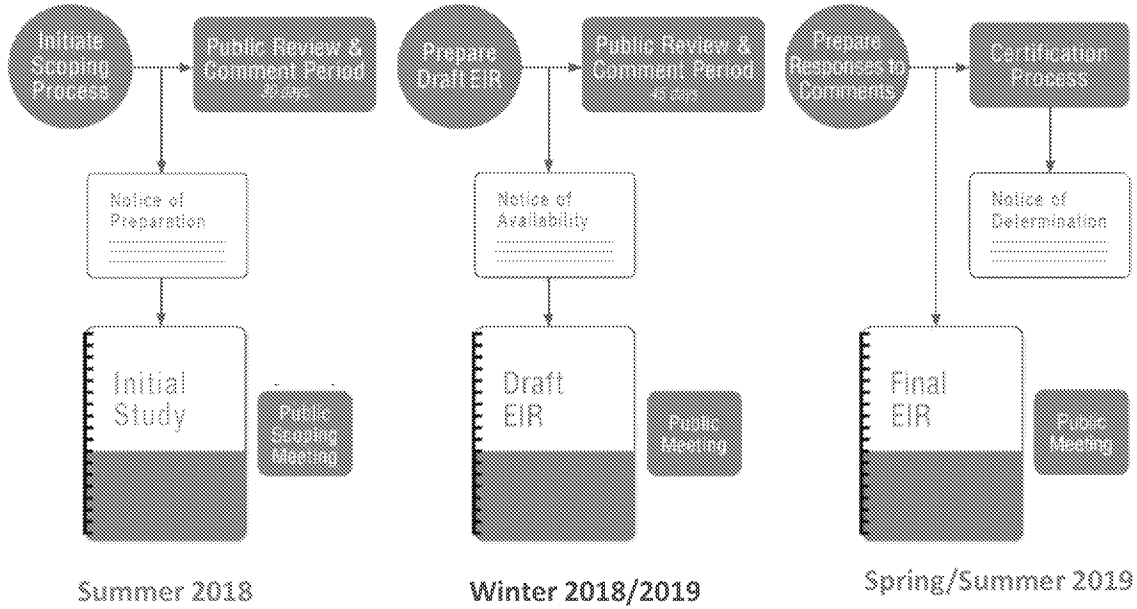 Initiate
Scoping
Process
Public Review &
Comment Period
30 days
Notice of
Preparation
Initial
Study
Public
Scoping
Meeting
Summer 2018
Prepare
Draft EIR
Public Review &
Comment Period
45 days
Notice of
Availability
Draft
EIR
Public
Meeting
Winter 2018/2019
Prepare
Responses to
Comments
Certification
Process
Notice of
Determination
Final
EIR
Public
Meeting
Spring/Summer 2019